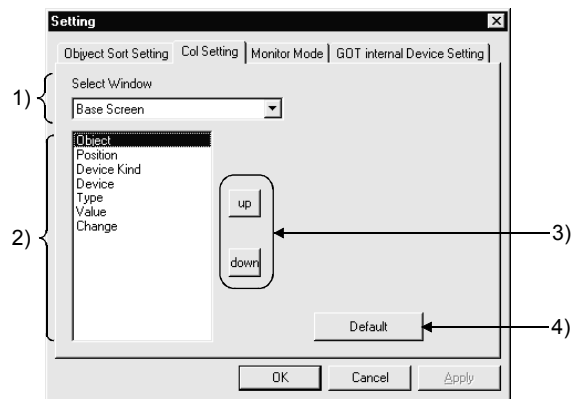 Setting
Obiyect Sort Setting
Col Setting
Monitor Mode
GOT internal Device Setting
Select Window
1)
Base Screen
Object
Position
Device Kind
Device
Type
Value
Change
2)
up
down
3)
Default
4)
OK
Cancel
Apply